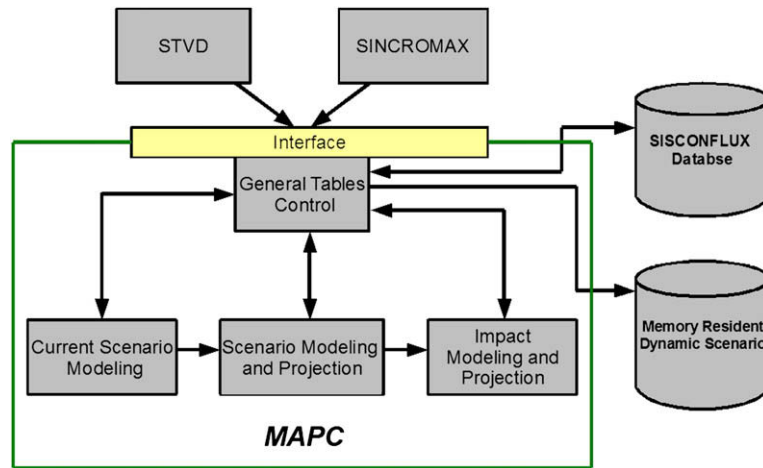 STVD
SINCROMAX
Interface
General Tables
Control
SISCONFLUX
Databse
Current Scenario
Modeling
Scenario Modeling
and Projection
Impact
Modeling and
Projection
Memory Resident
Dynamic Scenario
MAPC